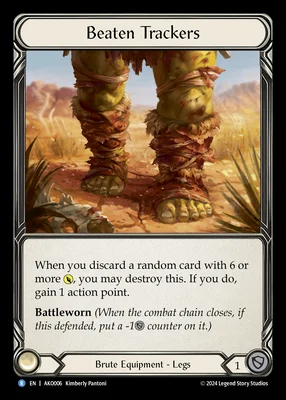 Beaten Trackers
When you discard a random card with 6 or
more , you may destroy this. If you do,
gain 1 action point.
Battleworn (When the combat chain closes, if
this defended, put a -1 counter on it.)
Brute Equipment - Legs
1
C EN | AKO006 Kimberly Pantoni
© 2024 Legend Story Studios